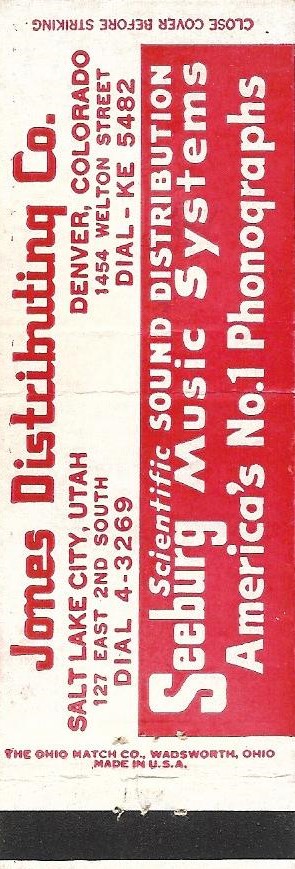 CLOSE COVER BEFORE STRIKING
Jones Distributing Co.
SALT LAKE CITY, UTAH
127 EAST 2ND SOUTH
DIAL 4-3269
DENVER, COLORADO
1454 WELTON STREET
DIAL-KE 5482
Scientific SOUND DISTRIBUTION
Seeburg Music Systems
America's No.1 Phonographs
THE OHIO MATCH CO., WADSWORTH, OHIO
MADE IN U.S.A.